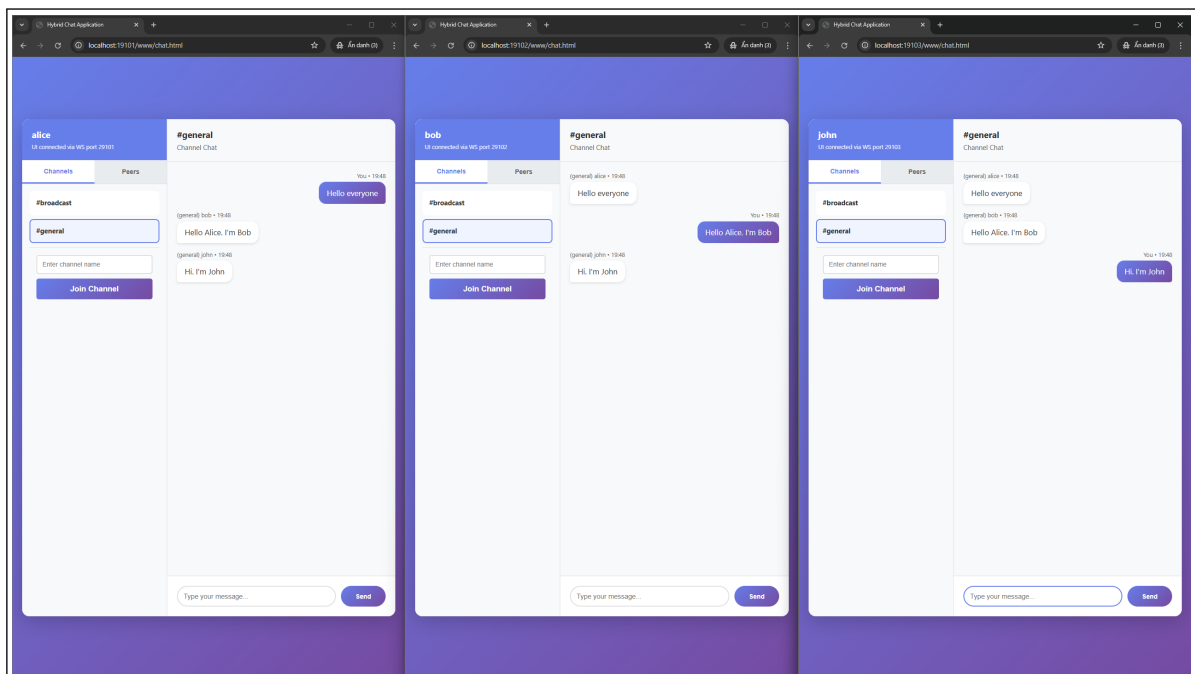 Hybrid Chat Application
localhost:19101/www/chat.html
Ẩn danh (3)
alice
UI connected via WS port 29101
Channels Peers
#broadcast
#general
Enter channel name
Join Channel
#general
Channel Chat
You • 19:48
Hello everyone
(general) bob • 19:48
Hello Alice. I'm Bob
(general) john • 19:48
Hi. I'm John
Type your message...
Send
Hybrid Chat Application
localhost:19102/www/chat.html
Ẩn danh (3)
bob
UI connected via WS port 29102
Channels Peers
#broadcast
#general
Enter channel name
Join Channel
#general
Channel Chat
(general) alice • 19:48
Hello everyone
You • 19:48
Hello Alice. I'm Bob
(general) john • 19:48
Hi. I'm John
Type your message...
Send
Hybrid Chat Application
localhost:19103/www/chat.html
Ẩn danh (3)
john
UI connected via WS port 29103
Channels Peers
#broadcast
#general
Enter channel name
Join Channel
#general
Channel Chat
(general) alice • 19:48
Hello everyone
(general) bob • 19:48
Hello Alice. I'm Bob
You • 19:48
Hi. I'm John
Type your message...
Send